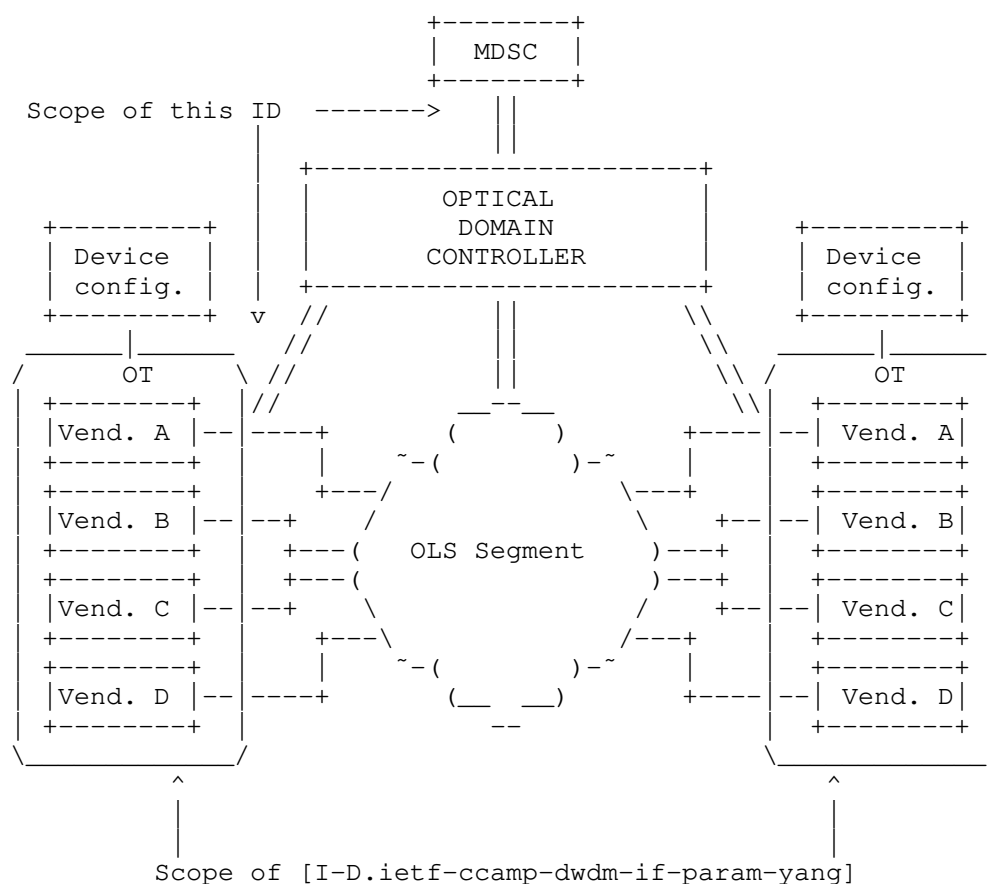 MDSC
Scope of this ID ------->
OPTICAL
DOMAIN
CONTROLLER
Device
config.
Device
config.
v
OT
OT
Vend. A
Vend. A
Vend. B
OLS Segment
Vend. B
Vend. C
Vend. C
Vend. D
Vend. D
Scope of [I-D.ietf-ccamp-dwdm-if-param-yang]